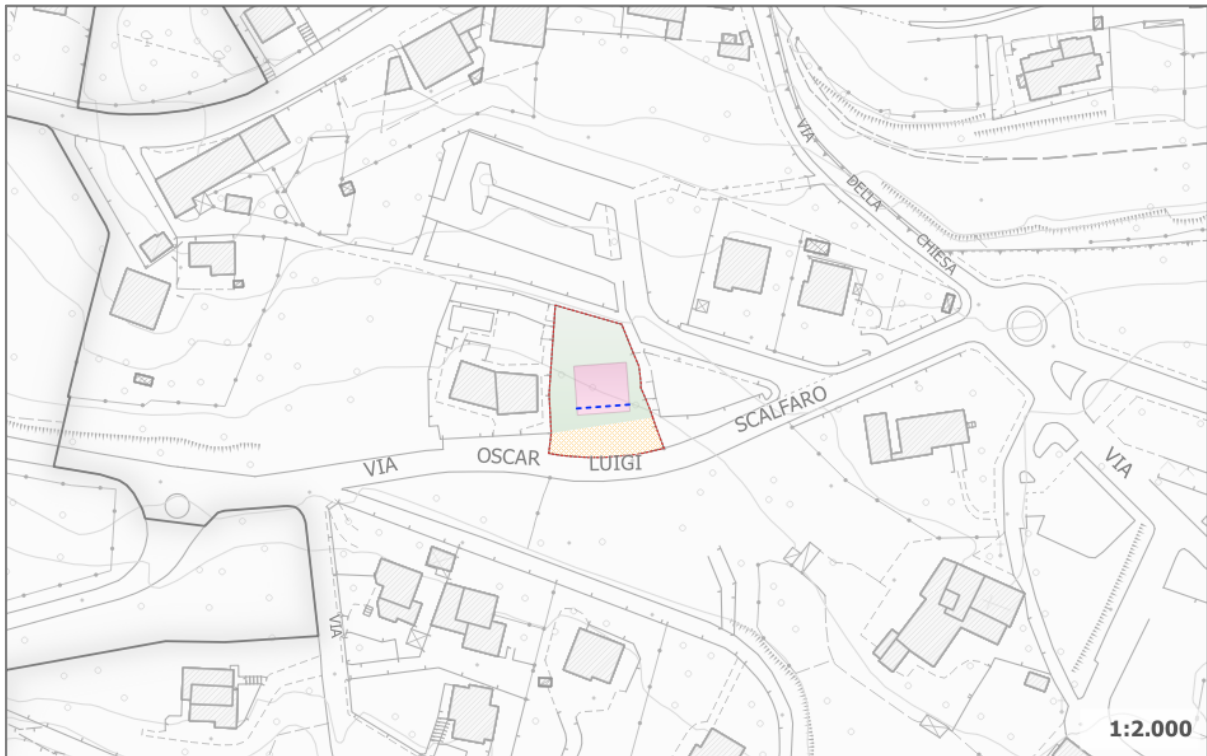 VIA
DELLA
CHIESA
SCALFARO
VIA OSCAR LUIGI
VIA
VIA
1:2.000